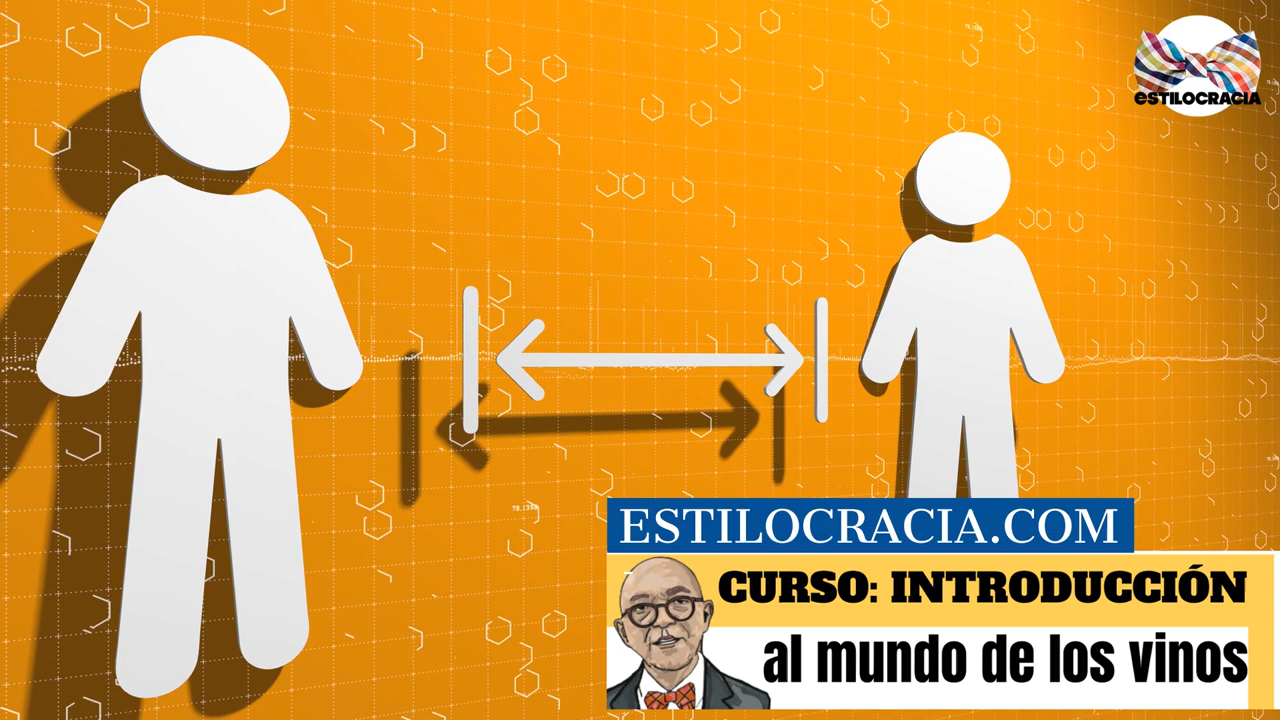 eSTILOCRACIA
ESTILOCRACIA.COM
CURSO: INTRODUCCIÓN
al mundo de los vinos